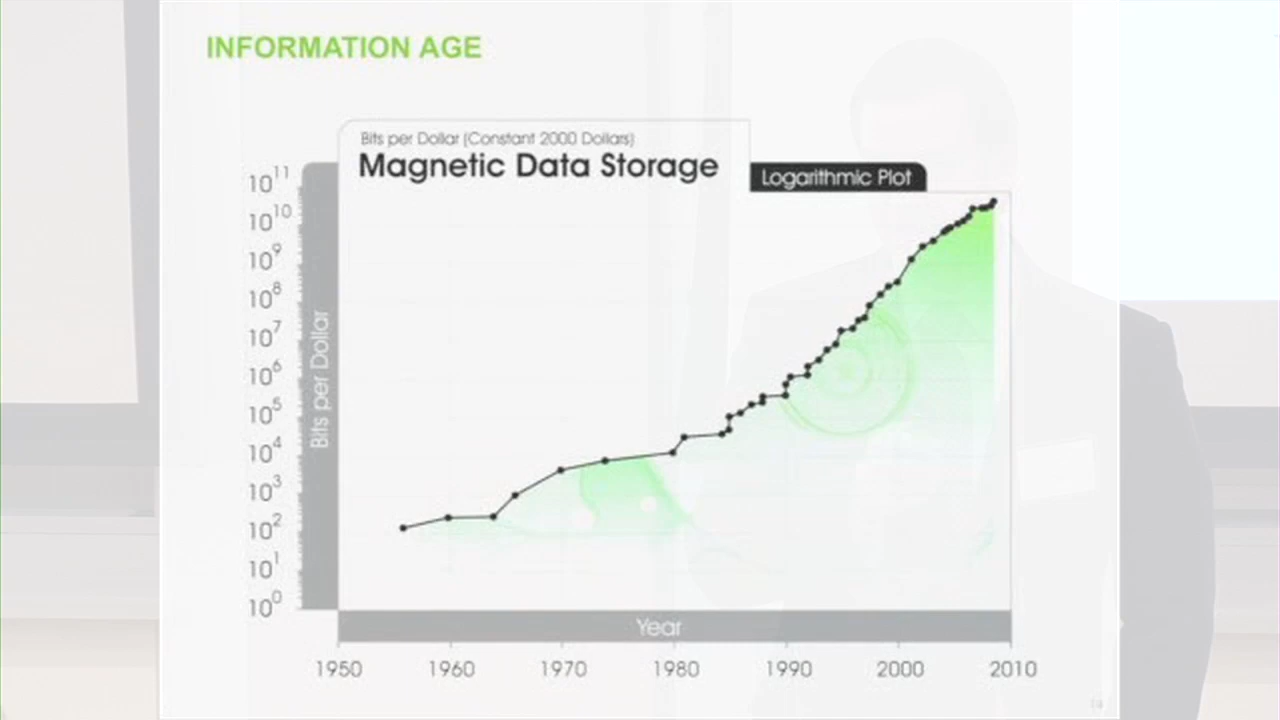 INFORMATION AGE
Bits per Dollar (Constant 2000 Dollars)
Magnetic Data Storage
Logarithmic Plot
10^11
10^10
10^9
10^8
10^7
10^6
10^5
10^4
10^3
10^2
10^1
10^0
Bits per Dollar
Year
1950 1960 1970 1980 1990 2000 2010